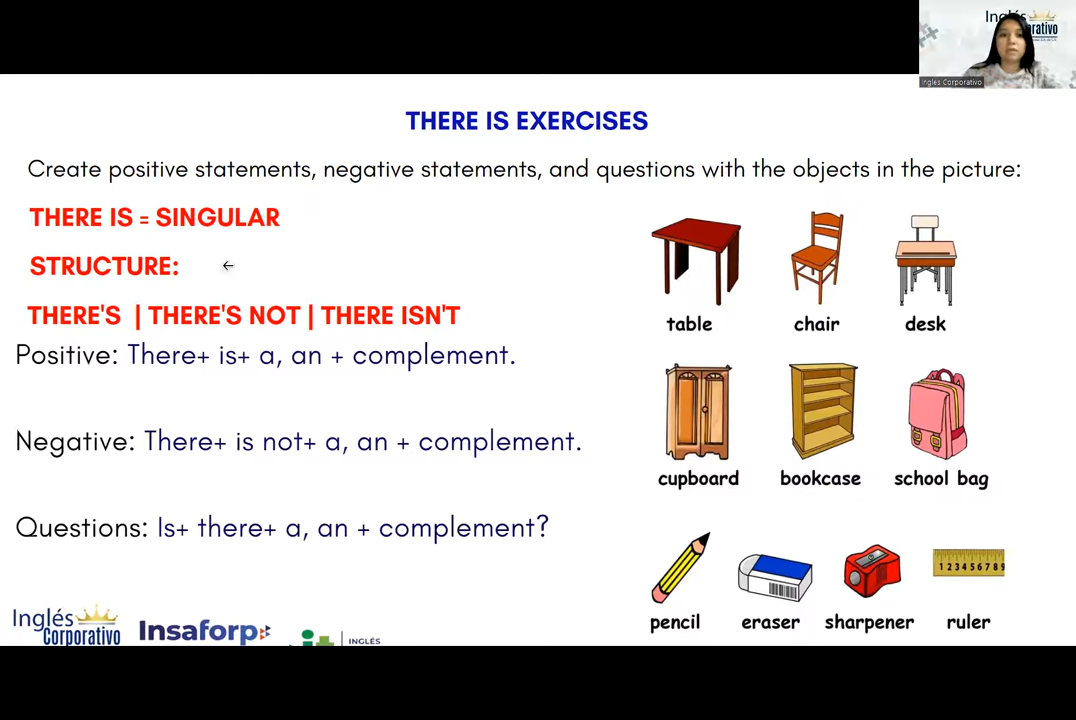 Inglés
rativo
Inglés Corporativo
THERE IS EXERCISES
Create positive statements, negative statements, and questions with the objects in the picture:
THERE IS = SINGULAR
STRUCTURE:
THERE'S | THERE'S NOT | THERE ISN'T
Positive: There+ is+ a, an + complement.
Negative: There+ is not+ a, an + complement.
Questions: Is+ there+ a, an + complement?
table chair desk
cupboard bookcase school bag
1 2 3 4 5 6 7 8 9
pencil eraser sharpener ruler
Inglés
Corporativo
Insaforp
INGLÉS